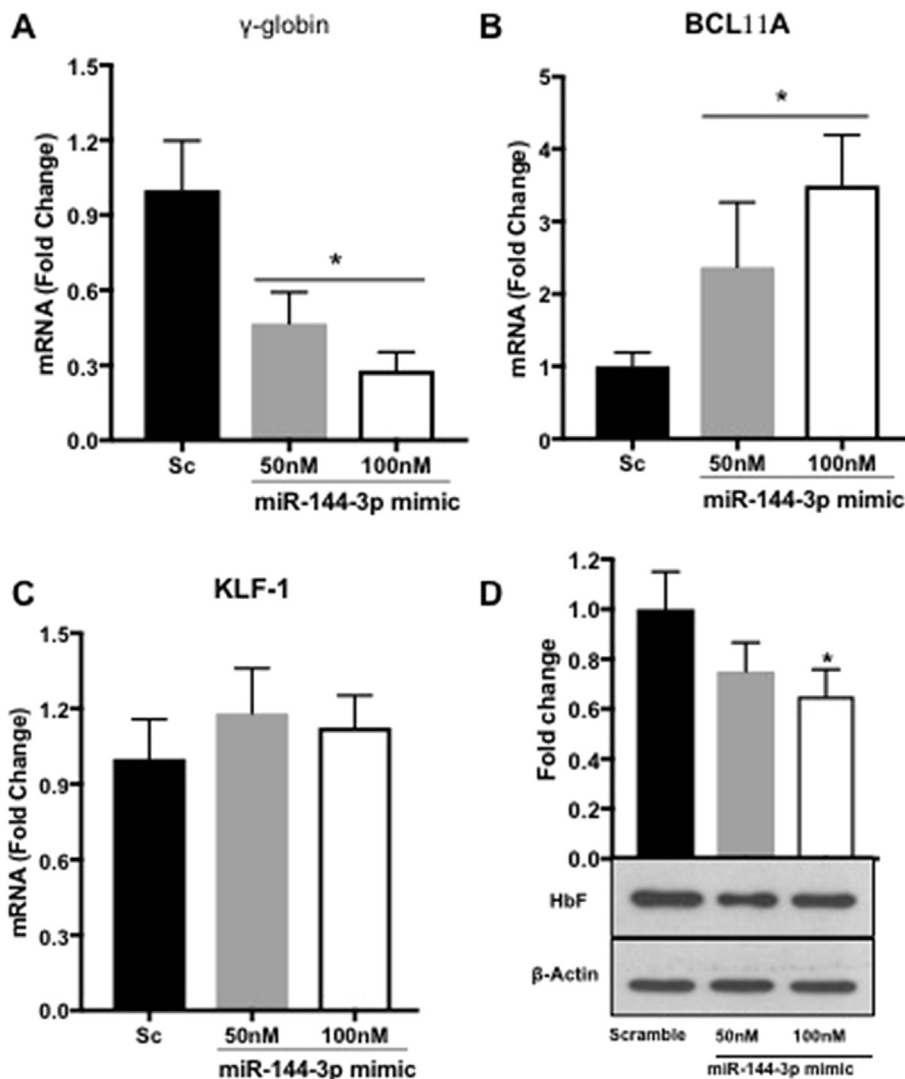 A
γ-globin
mRNA (Fold Change)
1.5
1.2
0.9
0.6
0.3
0.0
*
Sc
50nM
100nM
miR-144-3p mimic
B
BCL11A
mRNA (Fold Change)
5
4
3
2
1
0
*
Sc
50nM
100nM
miR-144-3p mimic
C
KLF-1
mRNA (Fold Change)
1.5
1.2
0.9
0.6
0.3
0.0
Sc
50nM
100nM
miR-144-3p mimic
D
Fold change
1.2
1.0
0.8
0.6
0.4
0.2
0.0
*
HbF
β-Actin
Scramble
50nM
100nM
miR-144-3p mimic